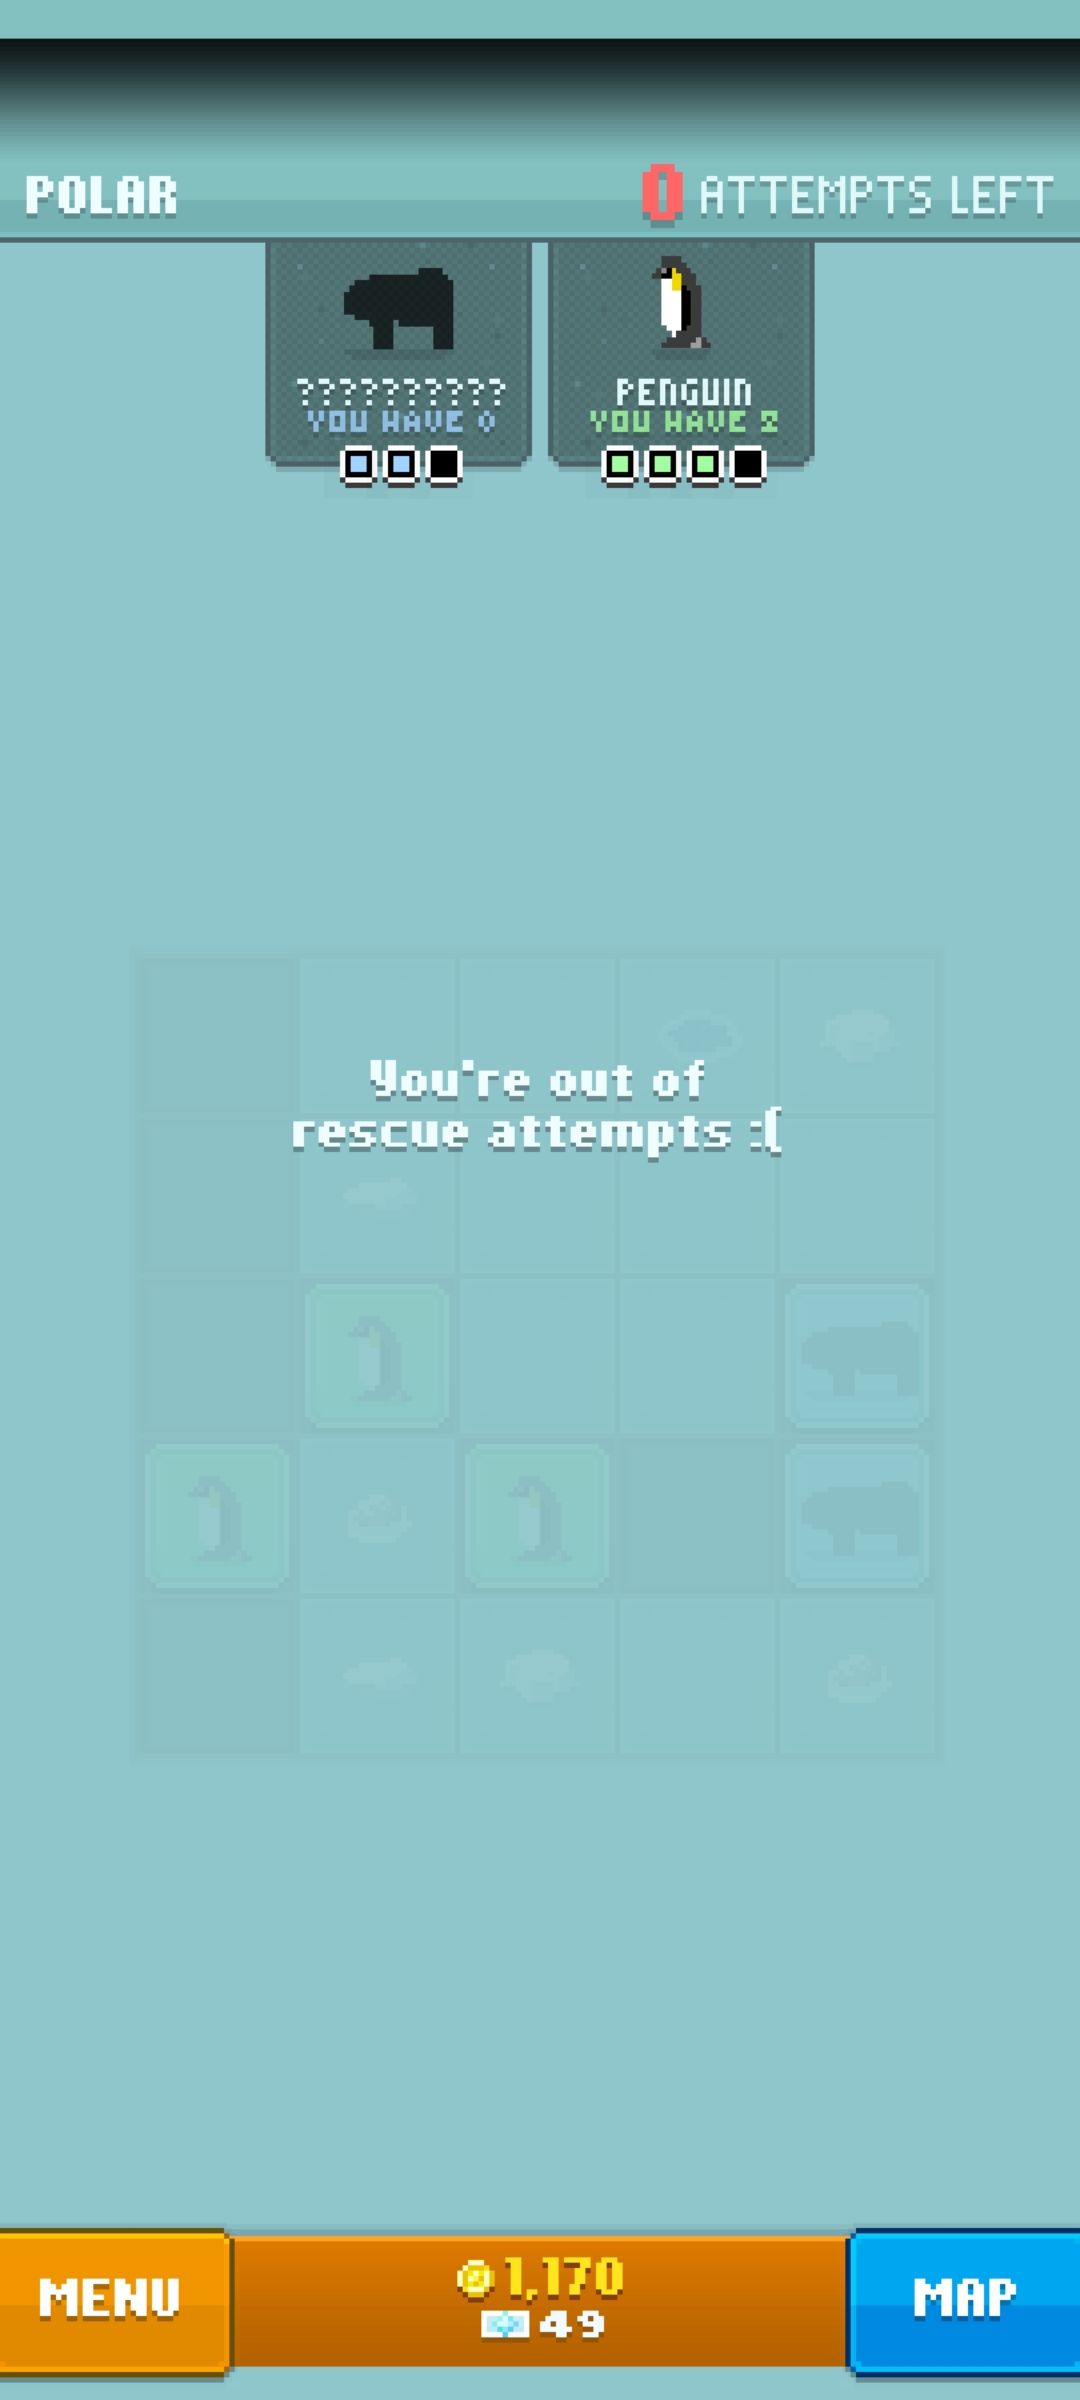 POLAR
0 ATTEMPTS LEFT
??????????
YOU HAVE 0
PENGUIN
YOU HAVE 2
You're out of
rescue attempts :(
MENU
1,170
49
MAP